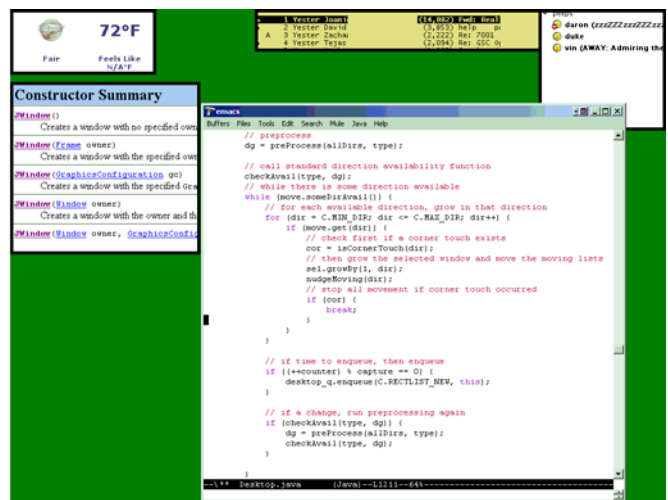 72°F
Fair
Feels Like
N/A°F
1 Yester Joani (14,882) Fwd: Real
2 Yester David (3,853) help
A 3 Yester Zachar (2,222) Re: 7001
4 Yester Tejas (2,094) Re: GSC
daron (zzzZZZzzzZZZzzz
duke
vin (AWAY: Admiring the
Constructor Summary
JWindow()
Creates a window with no specified own
JWindow(Frame owner)
Creates a window with the specified own
JWindow(GraphicsConfiguration gc)
Creates a window with the specified Gra
JWindow(Window owner)
Creates a window with the owner and th
JWindow(Window owner, GraphicsConfig
emacs
Buffers Files Tools Edit Search Mule Java Help
// preprocess
dg = preProcess(allDirs, type);
// call standard direction availability function
checkAvail(type, dg);
// while there is some direction available
while (move.someDirAvail()) {
// for each available direction, grow in that direction
for (dir = C.MIN_DIR; dir <= C.MAX_DIR; dir++) {
if (move.get(dir)) {
// check first if a corner touch exists
cor = isCornerTouch(dir);
// then grow the selected window and move the moving lists
sel.growBy(1, dir);
nudgeMoving(dir);
// stop all movement if corner touch occurred
if (cor) {
break;
}
}
}
// if time to enqueue, then enqueue
if ((++counter) % capture == 0) {
desktop_q.enqueue(C.RECTLIST_NEW, this);
}
// if a change, run preprocessing again
if (checkAvail(type, dg)) {
dg = preProcess(allDirs, type);
checkAvail(type, dg);
}
}
--\** Desktop.java (Java)--L1211--64%--------------------